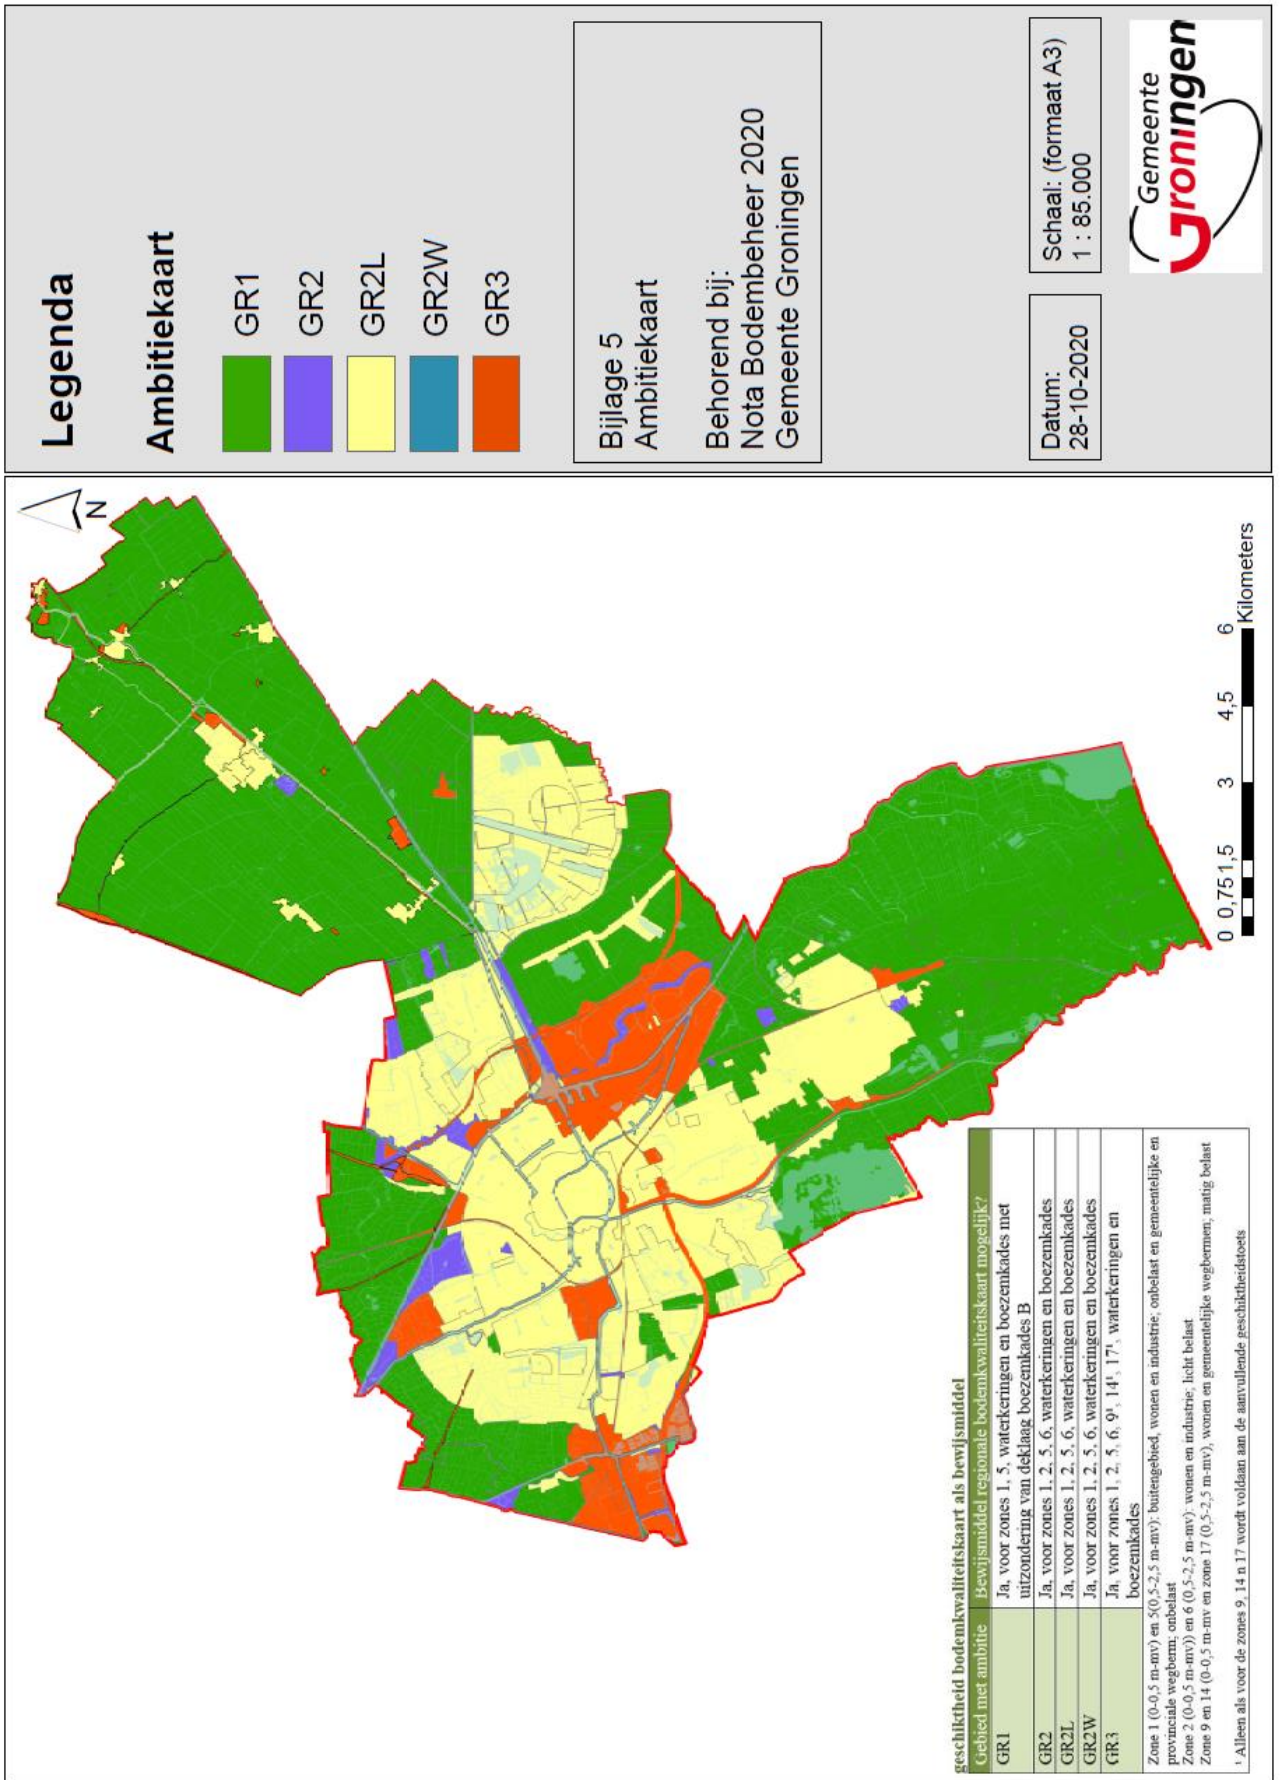 Legenda
Ambitiekaart
GR1
GR2
GR2L
GR2W
GR3
Bijlage 5
Ambitiekaart
Behorend bij:
Nota Bodembeheer 2020
Gemeente Groningen
Datum:
28-10-2020
Schaal: (formaat A3)
1 : 85.000
Gemeente
Groningen
N
0 0,75 1,5 3 4,5 6
Kilometers
geschiktheid bodemkwaliteitskaart als bewijsmiddel
Gebied met ambitie Bewijsmiddel regionale bodemkwaliteitskaart mogelijk?
GR1 Ja, voor zones 1, 5, waterkeringen en boezemkades met
uitzondering van deklaag boezemkades B
GR2 Ja, voor zones 1, 2, 5, 6, waterkeringen en boezemkades
GR2L Ja, voor zones 1, 2, 5, 6, waterkeringen en boezemkades
GR2W Ja, voor zones 1, 2, 5, 6, waterkeringen en boezemkades
GR3 Ja, voor zones 1, 2, 5, 6, 9¹, 14¹, 17¹, waterkeringen en
boezemkades
Zone 1 (0-0,5 m-mv) en 5(0,5-2,5 m-mv): buitengebied, wonen en industrie; onbelast en gemeentelijke en
provinciale wegberm; onbelast
Zone 2 (0-0,5 m-mv)) en 6 (0,5-2,5 m-mv): wonen en industrie; licht belast
Zone 9 en 14 (0-0,5 m-mv en zone 17 (0,5-2,5 m-mv), wonen en gemeentelijke wegbermen; matig belast
¹ Alleen als voor de zones 9, 14 n 17 wordt voldaan aan de aanvullende geschiktheidstoets